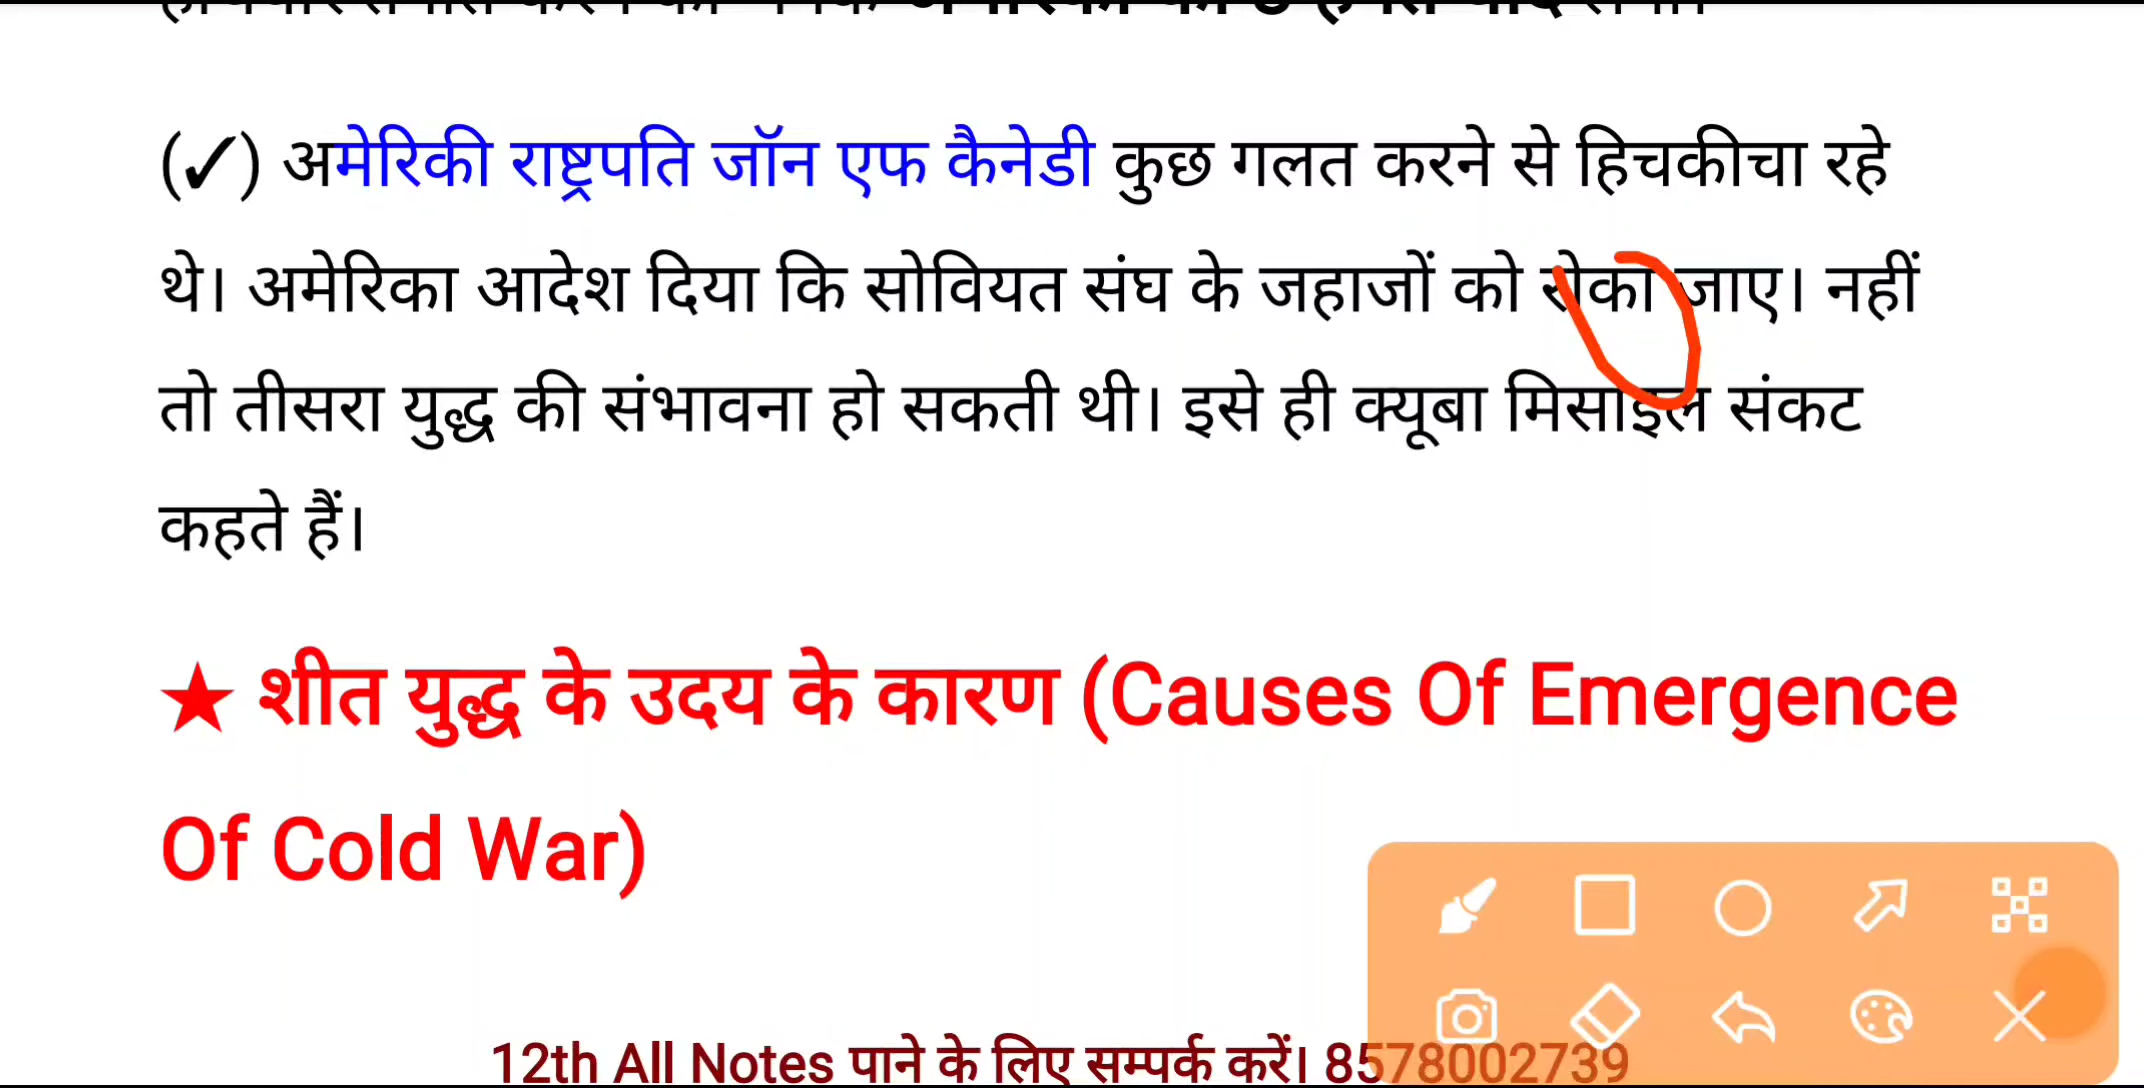 (✓) अमेरिकी राष्ट्रपति जॉन एफ कैनेडी कुछ गलत करने से हिचकीचा रहे
थे। अमेरिका आदेश दिया कि सोवियत संघ के जहाजों को रोका जाए। नहीं
तो तीसरा युद्ध की संभावना हो सकती थी। इसे ही क्यूबा मिसाइल संकट
कहते हैं।
★ शीत युद्ध के उदय के कारण (Causes Of Emergence
Of Cold War)
12th All Notes पाने के लिए सम्पर्क करें। 8578002739